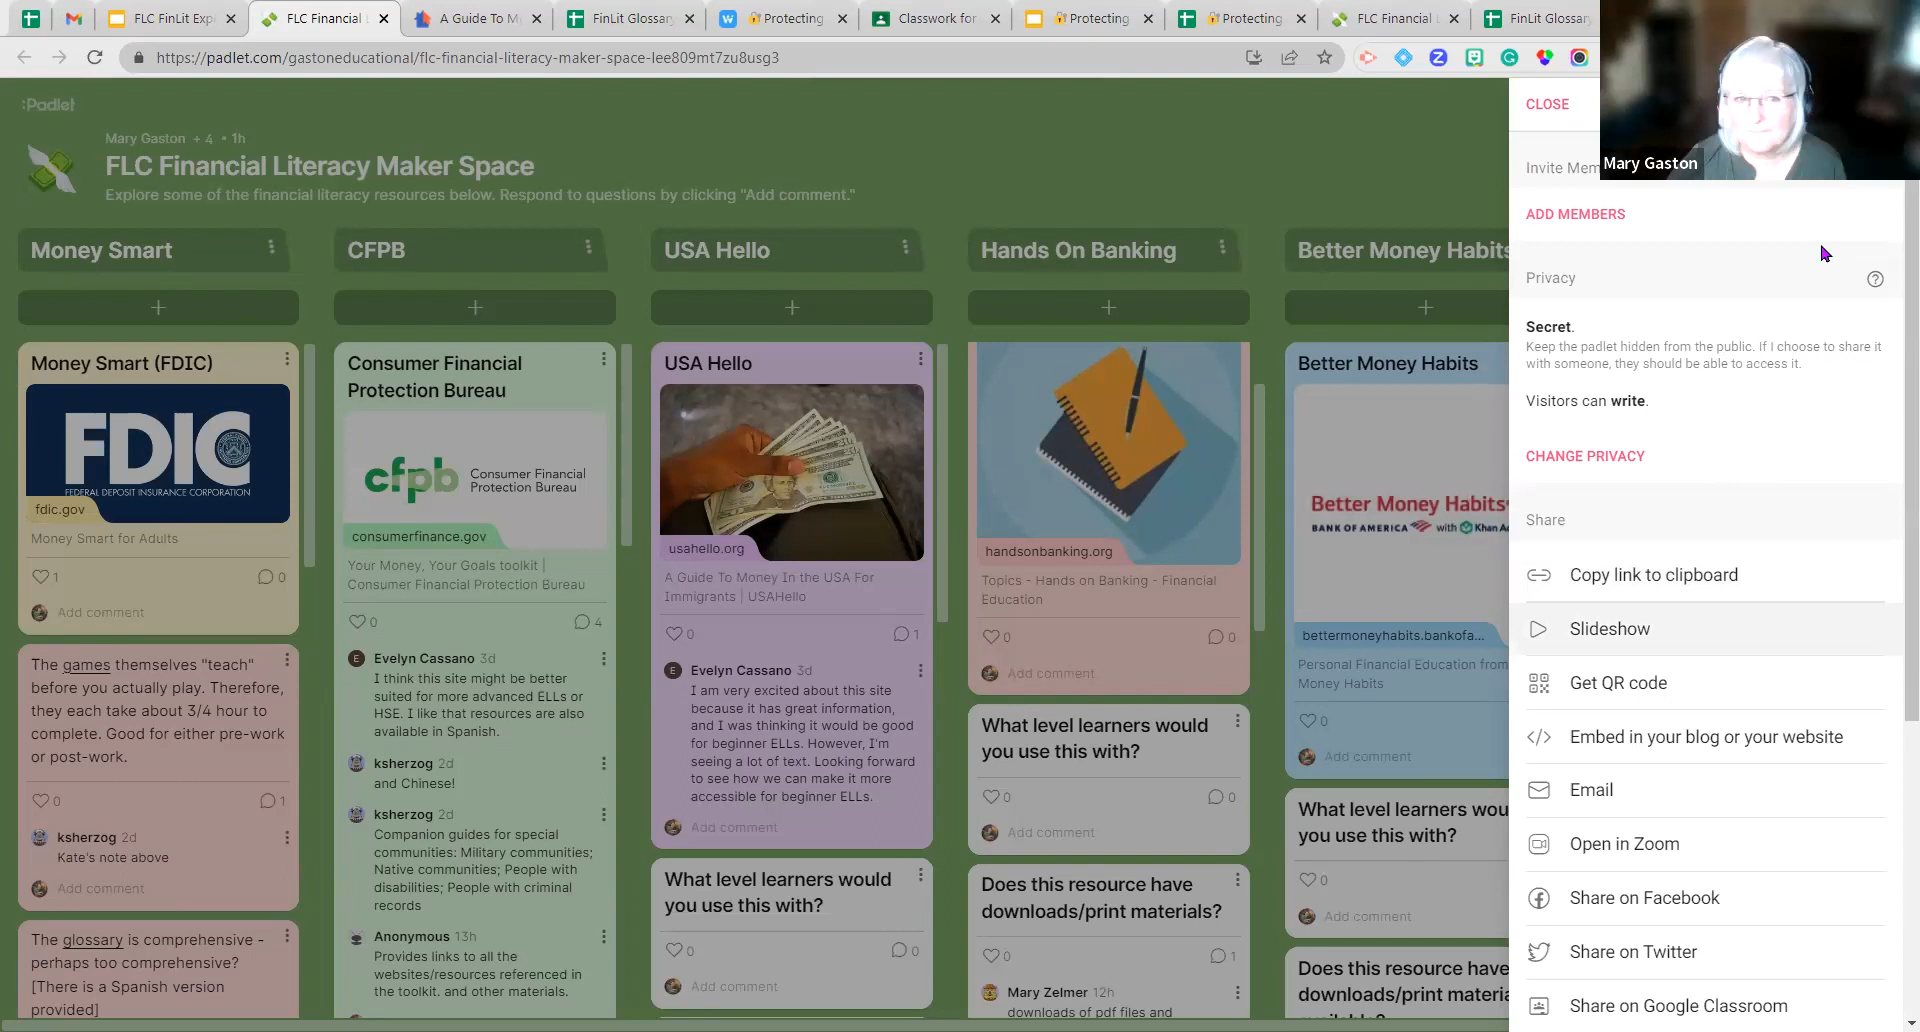 FLC FinLit Exp
FLC Financial L
A Guide To M
FinLit Glossary
Protecting
Classwork for
Protecting
Protecting
FLC Financial L
FinLit Glossary
https://padlet.com/gastoneducational/flc-financial-literacy-maker-space-lee809mt7zu8usg3
:Padlet
Mary Gaston + 4 • 1h
FLC Financial Literacy Maker Space
Explore some of the financial literacy resources below. Respond to questions by clicking "Add comment."
Money Smart
Money Smart (FDIC)
FDIC
FEDERAL DEPOSIT INSURANCE CORPORATION
fdic.gov
Money Smart for Adults
1
0
Add comment
The games themselves "teach"
before you actually play. Therefore,
they each take about 3/4 hour to
complete. Good for either pre-work
or post-work.
0
1
ksherzog 2d
Kate's note above
Add comment
The glossary is comprehensive -
perhaps too comprehensive?
[There is a Spanish version
provided]
CFPB
Consumer Financial
Protection Bureau
cfpb Consumer Financial
Protection Bureau
consumerfinance.gov
Your Money, Your Goals toolkit |
Consumer Financial Protection Bureau
0
4
E
Evelyn Cassano 3d
I think this site might be better
suited for more advanced ELLs or
HSE. I like that resources are also
available in Spanish.
ksherzog 2d
and Chinese!
ksherzog 2d
Companion guides for special
communities: Military communities;
Native communities; People with
disabilities; People with criminal
records
Anonymous 13h
Provides links to all the
websites/resources referenced in
the toolkit. and other materials.
USA Hello
USA Hello
usahello.org
A Guide To Money In the USA For
Immigrants | USAHello
0
1
E
Evelyn Cassano 3d
I am very excited about this site
because it has great information,
and I was thinking it would be good
for beginner ELLs. However, I'm
seeing a lot of text. Looking forward
to see how we can make it more
accessible for beginner ELLs.
Add comment
What level learners would
you use this with?
0
0
Add comment
Hands On Banking
handsonbanking.org
Topics - Hands on Banking - Financial
Education
0
0
Add comment
What level learners would
you use this with?
0
0
Add comment
Does this resource have
downloads/print materials?
0
1
Mary Zelmer 12h
downloads of pdf files and
Better Money Habits
Better Money Habits
Better Money Habits
BANK OF AMERICA with Khan Ac
bettermoneyhabits.bankofa...
Personal Financial Education from
Money Habits
0
Add comment
What level learners wou
you use this with?
0
Add comment
Does this resource have
downloads/print materia
available?
CLOSE
Mary Gaston
Invite Mem
ADD MEMBERS
Privacy
Secret.
Keep the padlet hidden from the public. If I choose to share it
with someone, they should be able to access it.
Visitors can write.
CHANGE PRIVACY
Share
Copy link to clipboard
Slideshow
Get QR code
Embed in your blog or your website
Email
Open in Zoom
Share on Facebook
Share on Twitter
Share on Google Classroom